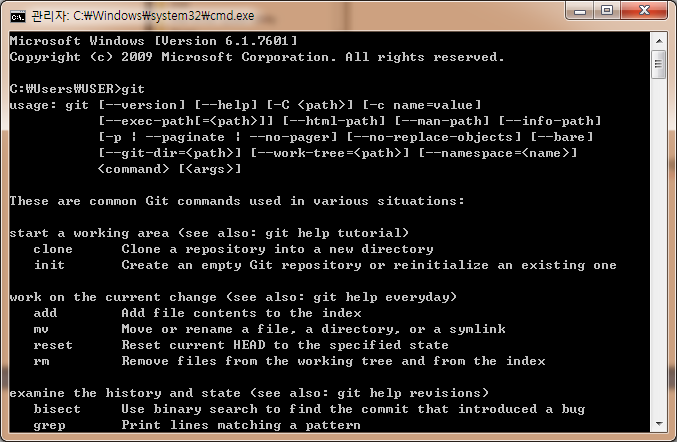 관리자: C:₩Windows₩system32₩cmd.exe
Microsoft Windows [Version 6.1.7601]
Copyright (c) 2009 Microsoft Corporation. All rights reserved.
C:₩Users₩USER>git
usage: git [--version] [--help] [-C <path>] [-c name=value]
[--exec-path[=<path>]] [--html-path] [--man-path] [--info-path]
[-p ¦ --paginate ¦ --no-pager] [--no-replace-objects] [--bare]
[--git-dir=<path>] [--work-tree=<path>] [--namespace=<name>]
<command> [<args>]
These are common Git commands used in various situations:
start a working area (see also: git help tutorial)
clone Clone a repository into a new directory
init Create an empty Git repository or reinitialize an existing one
work on the current change (see also: git help everyday)
add Add file contents to the index
mv Move or rename a file, a directory, or a symlink
reset Reset current HEAD to the specified state
rm Remove files from the working tree and from the index
examine the history and state (see also: git help revisions)
bisect Use binary search to find the commit that introduced a bug
grep Print lines matching a pattern